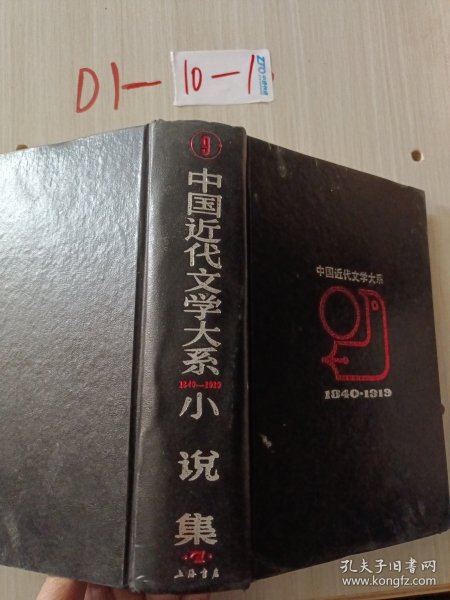 D1-10-1
ZTO
9
中国近代文学大系
1840—1919
小说集
7
上海书店
中国近代文学大系
1840-1919
孔夫子旧书网
www.kongfz.com